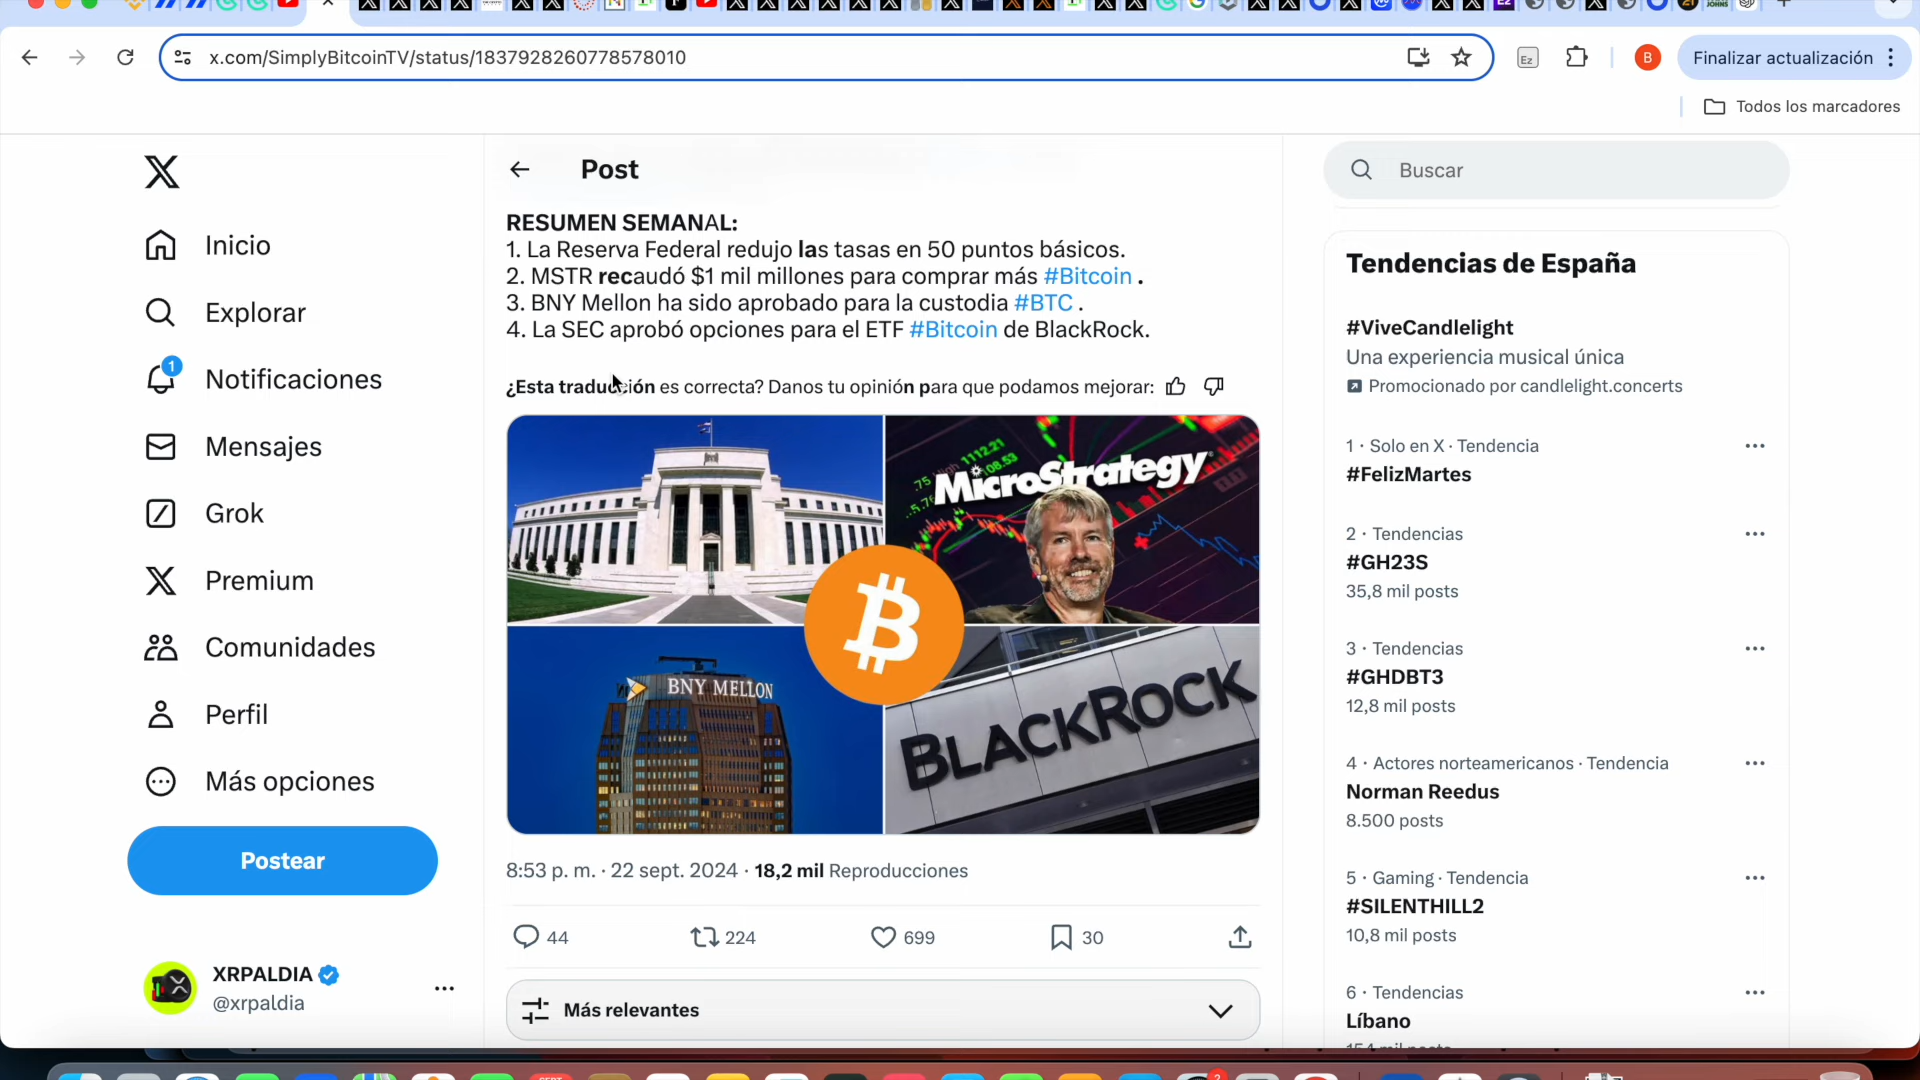 x.com/SimplyBitcoinTV/status/1837928260778578010
Ez
B
Finalizar actualización
Todos los marcadores
Inicio
Explorar
1
Notificaciones
Mensajes
Grok
Premium
Comunidades
Perfil
Más opciones
Postear
XRPALDIA
@xrpaldia
Post
RESUMEN SEMANAL:
1. La Reserva Federal redujo las tasas en 50 puntos básicos.
2. MSTR recaudó $1 mil millones para comprar más #Bitcoin .
3. BNY Mellon ha sido aprobado para la custodia #BTC .
4. La SEC aprobó opciones para el ETF #Bitcoin de BlackRock.
¿Esta traducción es correcta? Danos tu opinión para que podamos mejorar:
1112.21
108.53
MicroStrategy
BNY MELLON
BLACKROCK
8:53 p. m. · 22 sept. 2024 · 18,2 mil Reproducciones
44
224
699
30
Más relevantes
Buscar
Tendencias de España
#ViveCandlelight
Una experiencia musical única
Promocionado por candlelight.concerts
1 · Solo en X · Tendencia
#FelizMartes
2 · Tendencias
#GH23S
35,8 mil posts
3 · Tendencias
#GHDBT3
12,8 mil posts
4 · Actores norteamericanos · Tendencia
Norman Reedus
8.500 posts
5 · Gaming · Tendencia
#SILENTHILL2
10,8 mil posts
6 · Tendencias
Líbano